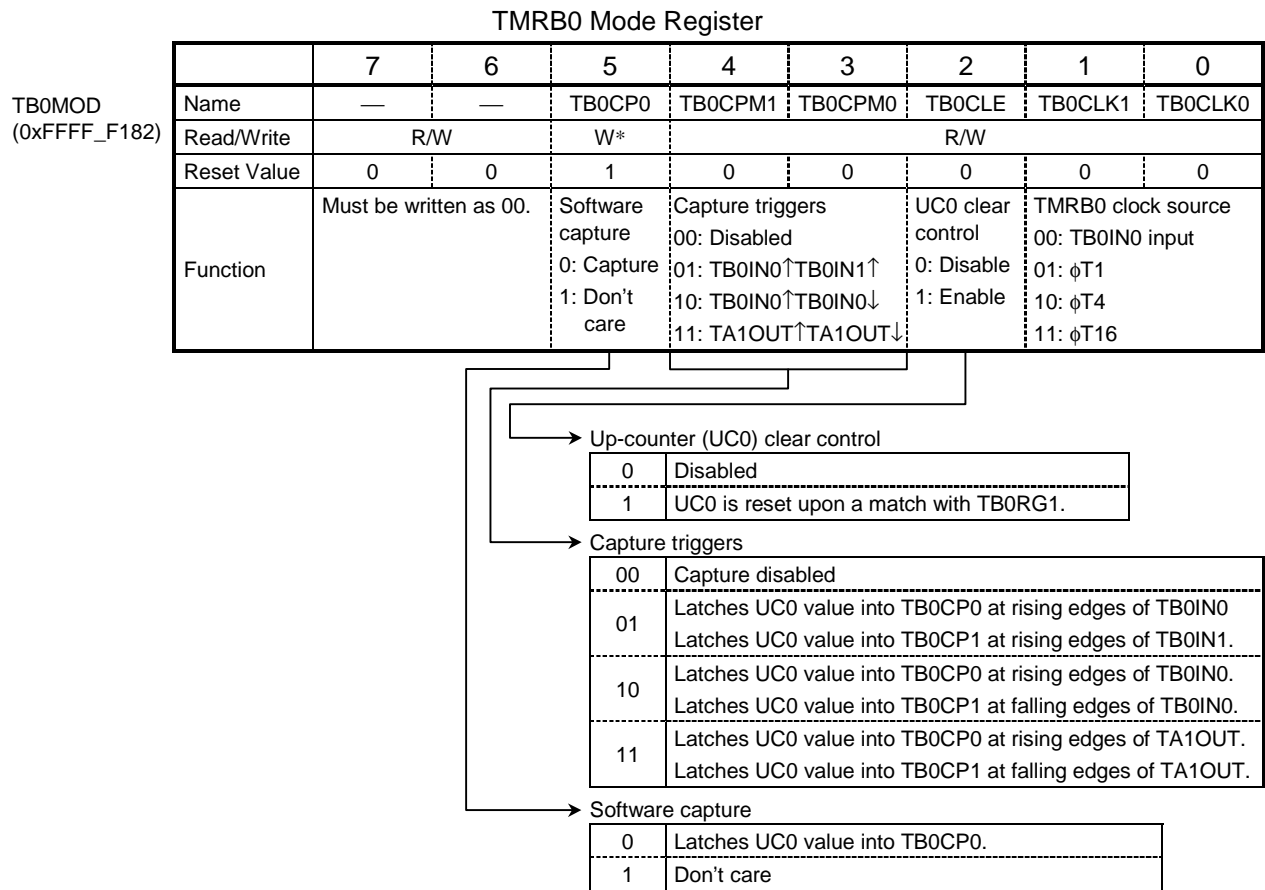 TMRB0 Mode Register
7 6 5 4 3 2 1 0
TB0MOD
(0xFFFF_F182)
Name — — TB0CP0 TB0CPM1 TB0CPM0 TB0CLE TB0CLK1 TB0CLK0
Read/Write R/W W* R/W
Reset Value 0 0 1 0 0 0 0 0
Function
Must be written as 00.
Software
capture
0: Capture
1: Don't
care
Capture triggers
00: Disabled
01: TB0IN0↑TB0IN1↑
10: TB0IN0↑TB0IN0↓
11: TA1OUT↑TA1OUT↓
UC0 clear
control
0: Disable
1: Enable
TMRB0 clock source
00: TB0IN0 input
01: ϕT1
10: ϕT4
11: ϕT16
Up-counter (UC0) clear control
0 Disabled
1 UC0 is reset upon a match with TB0RG1.
Capture triggers
00 Capture disabled
01
Latches UC0 value into TB0CP0 at rising edges of TB0IN0
Latches UC0 value into TB0CP1 at rising edges of TB0IN1.
10
Latches UC0 value into TB0CP0 at rising edges of TB0IN0.
Latches UC0 value into TB0CP1 at falling edges of TB0IN0.
11
Latches UC0 value into TB0CP0 at rising edges of TA1OUT.
Latches UC0 value into TB0CP1 at falling edges of TA1OUT.
Software capture
0 Latches UC0 value into TB0CP0.
1 Don't care